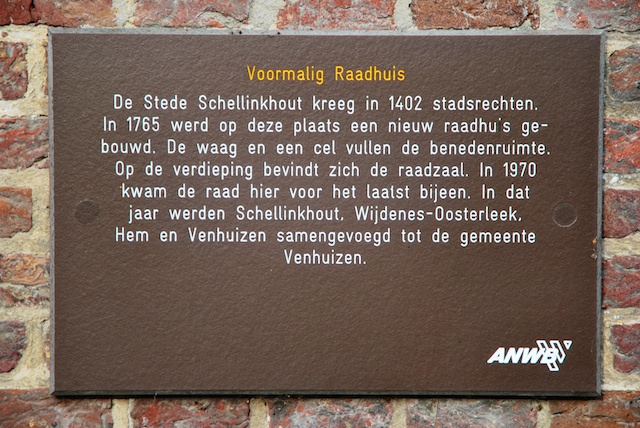 Voormalig Raadhuis
De Stede Schellinkhout kreeg in 1402 stadsrechten.
In 1765 werd op deze plaats een nieuw raadhu's ge-
bouwd. De waag en een cel vullen de benedenruimte.
Op de verdieping bevindt zich de raadzaal. In 1970
kwam de raad hier voor het laatst bijeen. In dat
jaar werden Schellinkhout, Wijdenes-Oosterleek,
Hem en Venhuizen samengevoegd tot de gemeente
Venhuizen.
ANWB